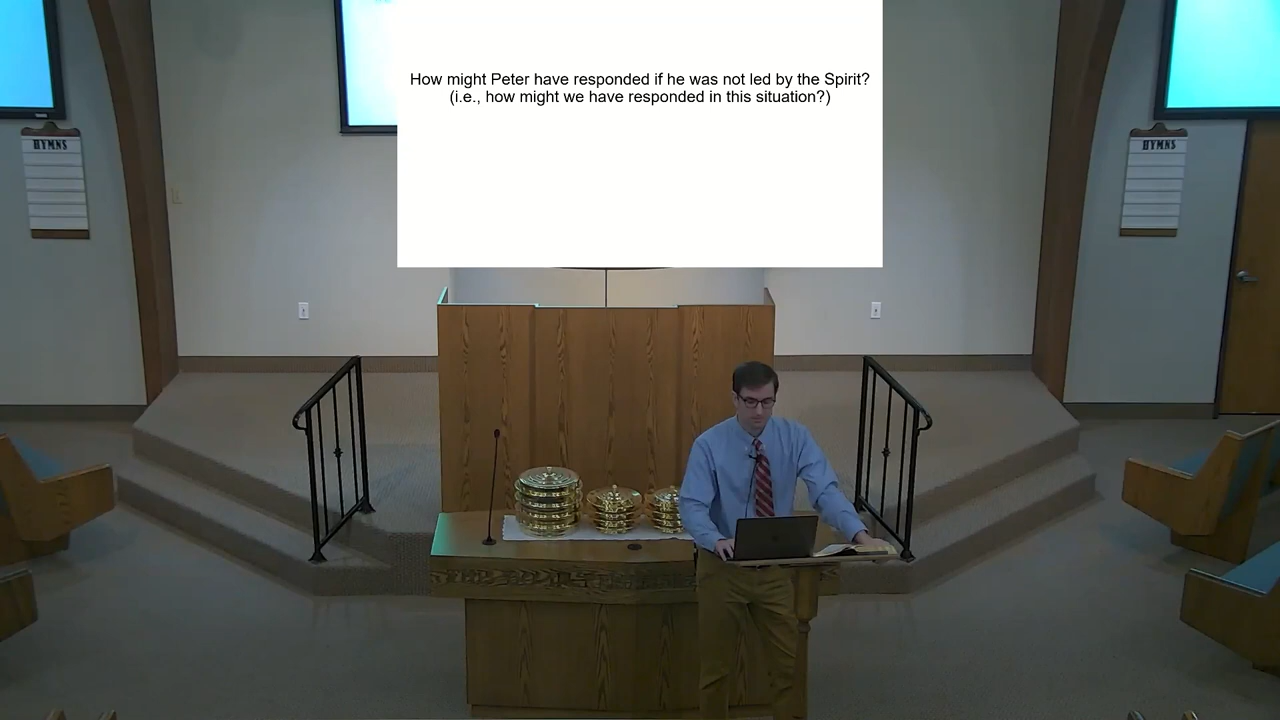 How might Peter have responded if he was not led by the Spirit?
(i.e., how might we have responded in this situation?)
HYMNS
HYMNS